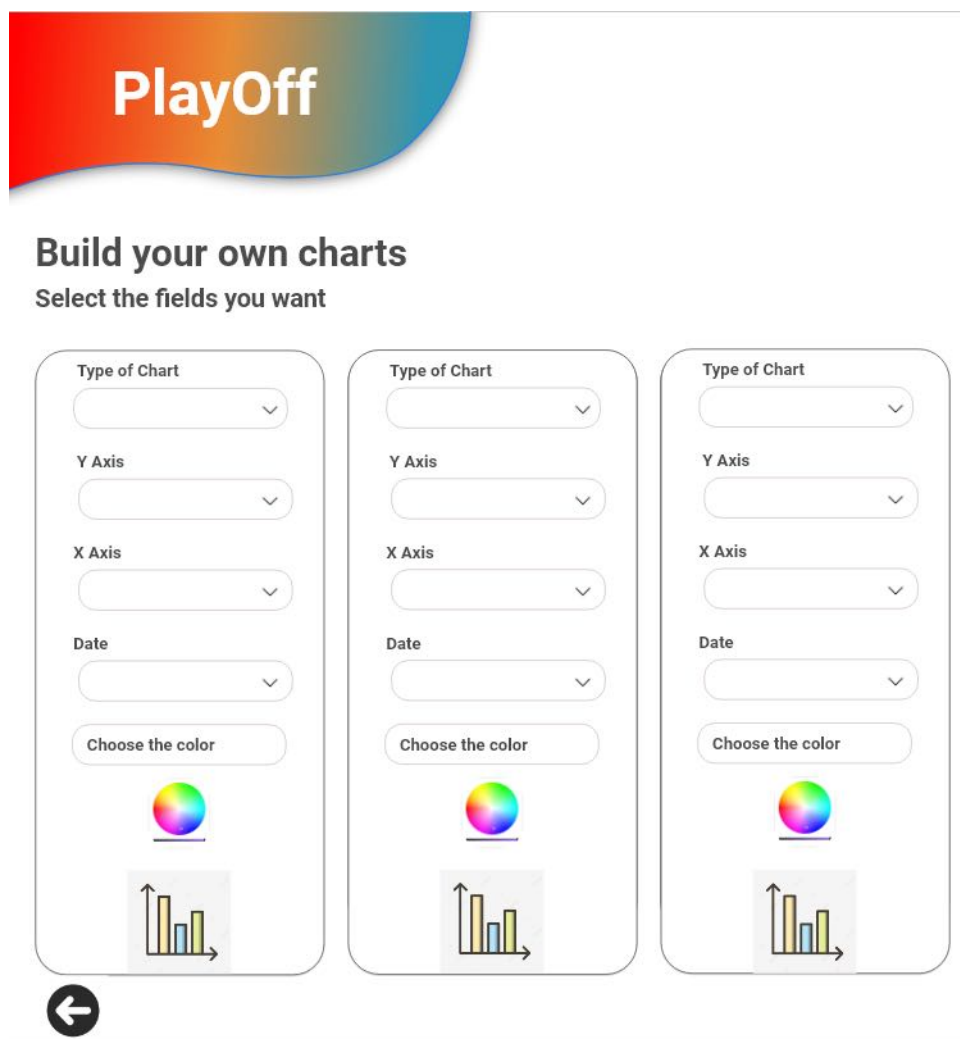 PlayOff
Build your own charts
Select the fields you want
Type of Chart
Y Axis
X Axis
Date
Choose the color
Type of Chart
Y Axis
X Axis
Date
Choose the color
Type of Chart
Y Axis
X Axis
Date
Choose the color